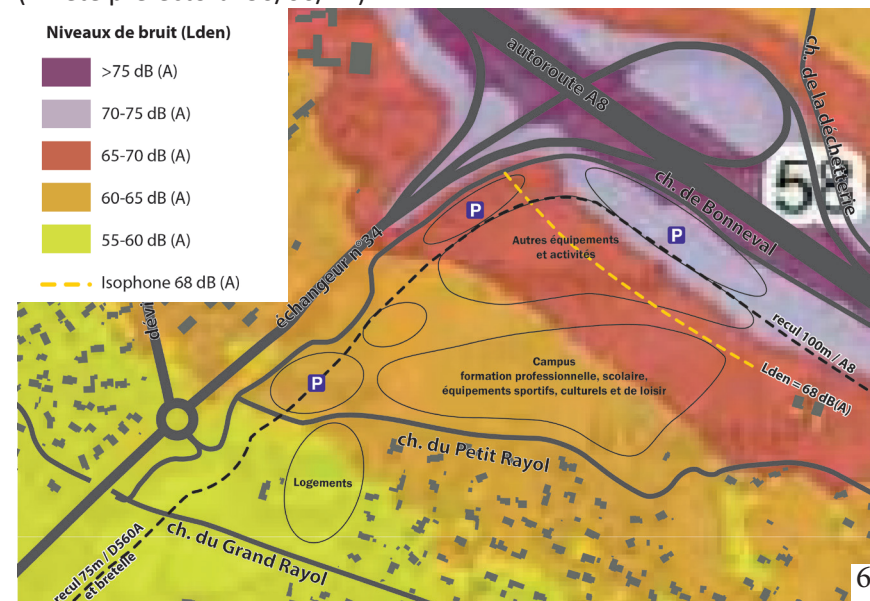 Niveaux de bruit (Lden)
>75 dB (A)
70-75 dB (A)
65-70 dB (A)
60-65 dB (A)
55-60 dB (A)
Isophone 68 dB (A)
autoroute A8
ch. de la déchetterie
ch. de Bonneval
P
P
Autres équipements
et activités
échangeur n°34
recul 100m / A8
Lden = 68 dB(A)
Campus
formation professionnelle, scolaire,
équipements sportifs, culturels et de loisir
P
ch. du Petit Rayol
Logements
ch. du Grand Rayol
recul 75m / D560A
et bretelle
6